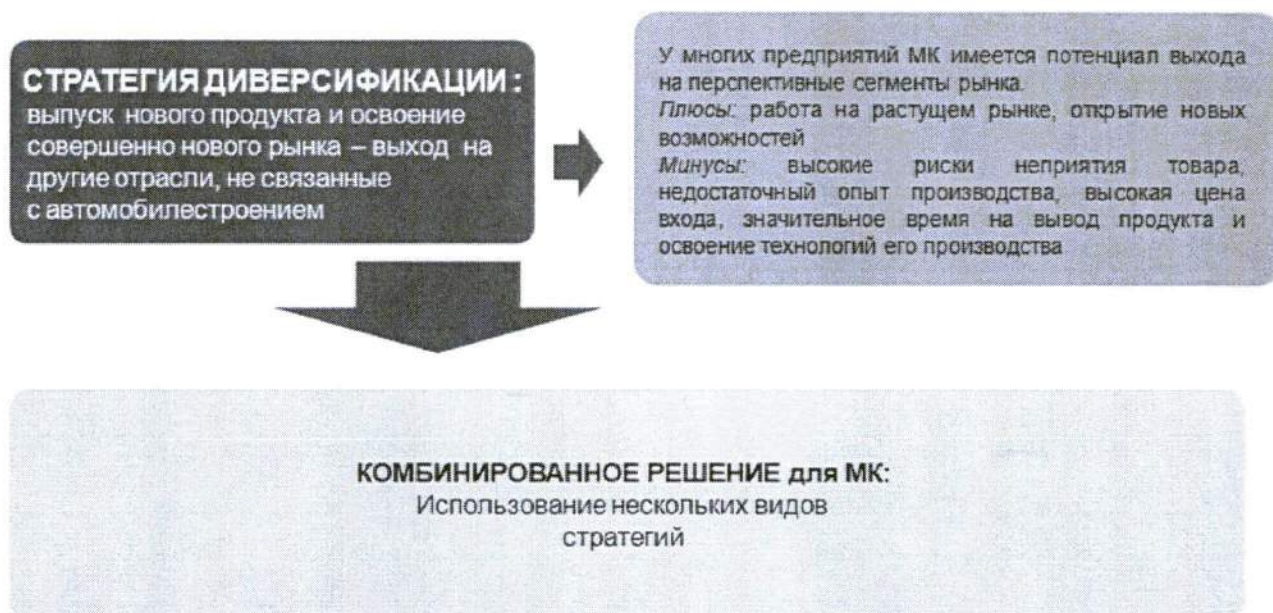 СТРАТЕГИЯ ДИВЕРСИФИКАЦИИ :
выпуск нового продукта и освоение
совершенно нового рынка – выход на
другие отрасли, не связанные
с автомобилестроением
У многих предприятий МК имеется потенциал выхода
на перспективные сегменты рынка.
Плюсы: работа на растущем рынке, открытие новых
возможностей
Минусы: высокие риски неприятия товара,
недостаточный опыт производства, высокая цена
входа, значительное время на вывод продукта и
освоение технологий его производства
КОМБИНИРОВАННОЕ РЕШЕНИЕ для МК:
Использование нескольких видов
стратегий